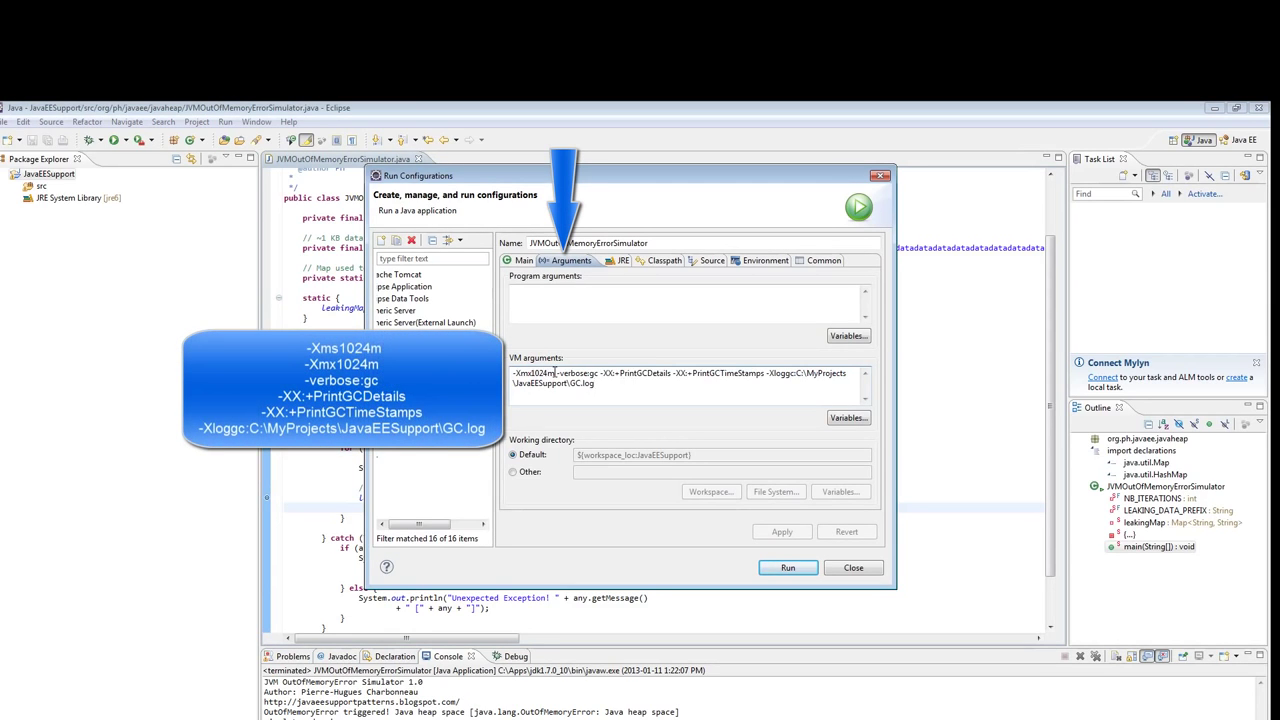 Java - JavaEESupport/src/org/ph/javaee/javaheap/JVMOutOfMemoryErrorSimulator.java - Eclipse
Edit Source Refactor Navigate Search Project Run Window Help
Java Java EE
Package Explorer
JavaEESupport
src
JRE System Library [jre6]
JVMOutOfMemoryErrorSimulator.java
*/
public class JVMO
private final
// ~1 KB data
private final
datadatadatadatadatadatadata
// Map used t
private stati
static {
leakingMa
}
}
} catch (
if (a
} else
System.out.println("Unexpected Exception! " + any.getMessage()
+ " [" + any + "]");
}
Run Configurations
Create, manage, and run configurations
Run a Java application
type filter text
ache Tomcat
ipse Application
pse Data Tools
neric Server
neric Server(External Launch)
Filter matched 16 of 16 items
Name: JVMOutOfMemoryErrorSimulator
Main Arguments JRE Classpath Source Environment Common
Program arguments:
Variables...
VM arguments:
-Xmx1024m -verbose:gc -XX:+PrintGCDetails -XX:+PrintGCTimeStamps -Xloggc:C:\MyProjects
\JavaEESupport\GC.log
Variables...
Working directory:
Default: ${workspace_loc:JavaEESupport}
Other:
Workspace... File System... Variables...
Apply Revert
Run Close
-Xms1024m
-Xmx1024m
-verbose:gc
-XX:+PrintGCDetails
-XX:+PrintGCTimeStamps
-Xloggc:C:\MyProjects\JavaEESupport\GC.log
Task List
Find All Activate...
Connect Mylyn
Connect to your task and ALM tools or create a
local task.
Outline
org.ph.javaee.javaheap
import declarations
java.util.Map
java.util.HashMap
JVMOutOfMemoryErrorSimulator
NB_ITERATIONS : int
LEAKING_DATA_PREFIX : String
leakingMap : Map<String, String>
{...}
main(String[]) : void
Problems Javadoc Declaration Console Debug
<terminated> JVMOutOfMemoryErrorSimulator [Java Application] C:\Apps\jdk1.7.0_10\bin\javaw.exe (2013-01-11 1:22:07 PM)
JVM OutOfMemoryError Simulator 1.0
Author: Pierre-Hugues Charbonneau
http://javaeesupportpatterns.blogspot.com/
OutOfMemoryError triggered! Java heap space [java.lang.OutOfMemoryError: Java heap space]